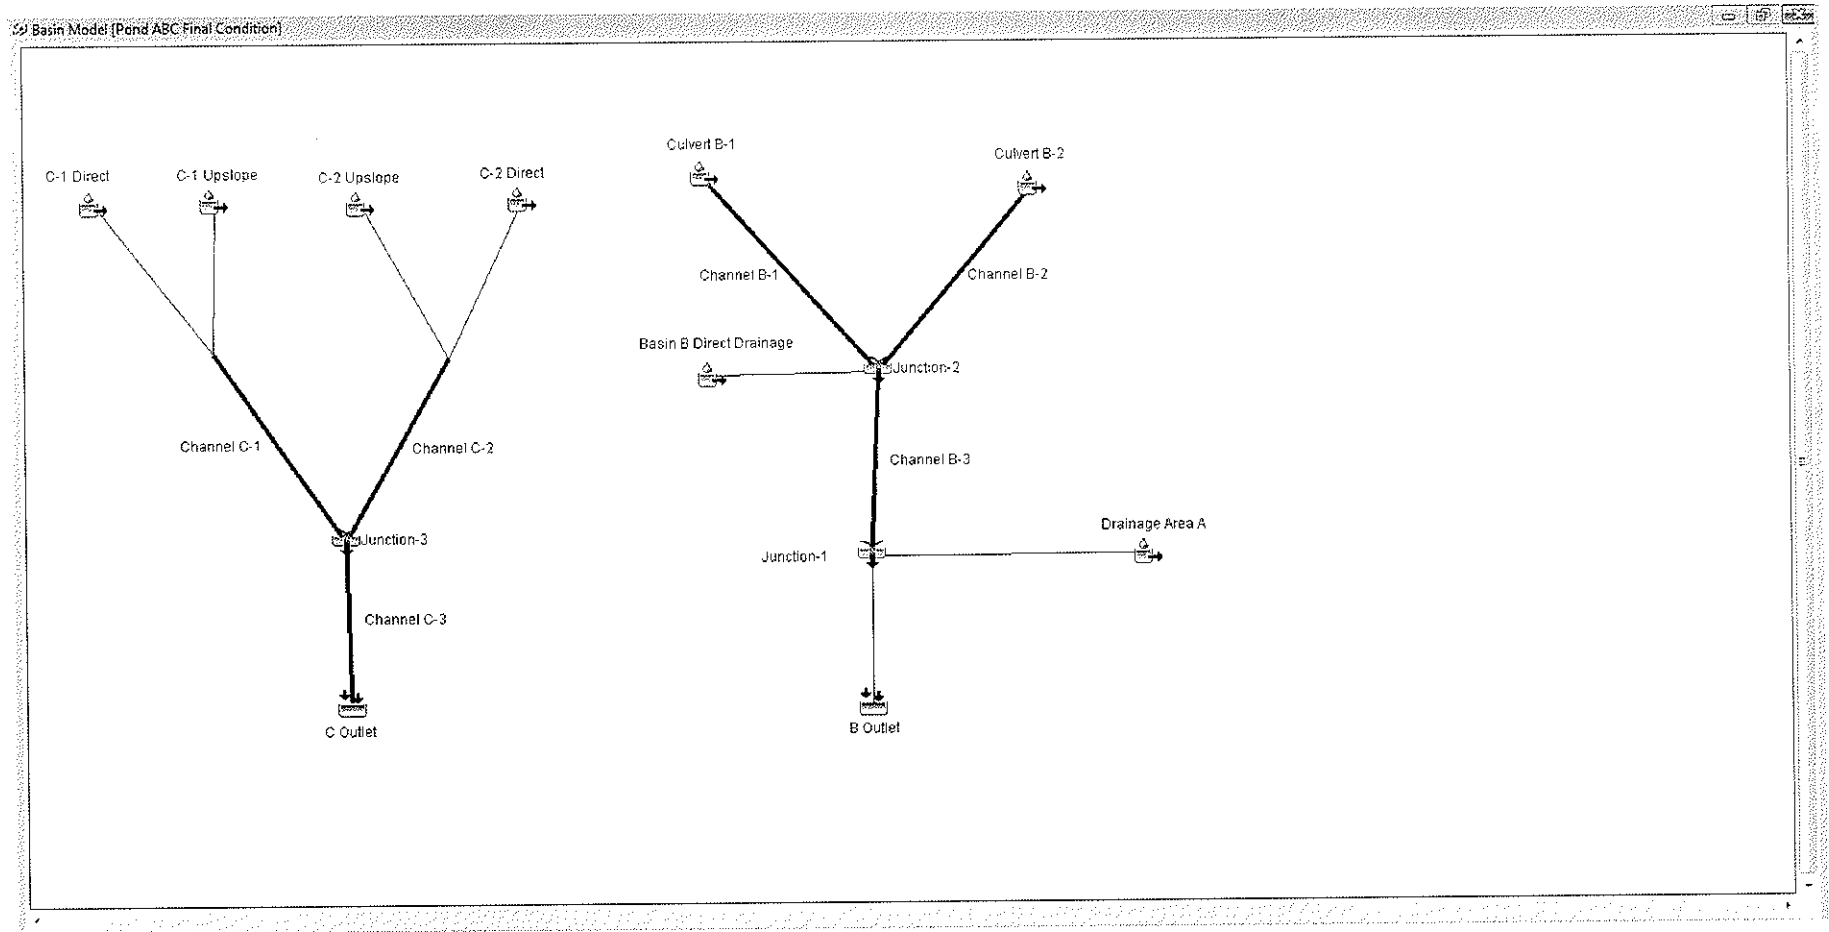 Basin Model [Pond ABC Final Condition]
Culvert B-1
Culvert B-2
C-1 Direct
C-1 Upslope
C-2 Upslope
C-2 Direct
Channel B-1
Channel B-2
Basin B Direct Drainage
Junction-2
Channel C-1
Channel C-2
Channel B-3
Drainage Area A
Junction-3
Junction-1
Channel C-3
C Outlet
B Outlet